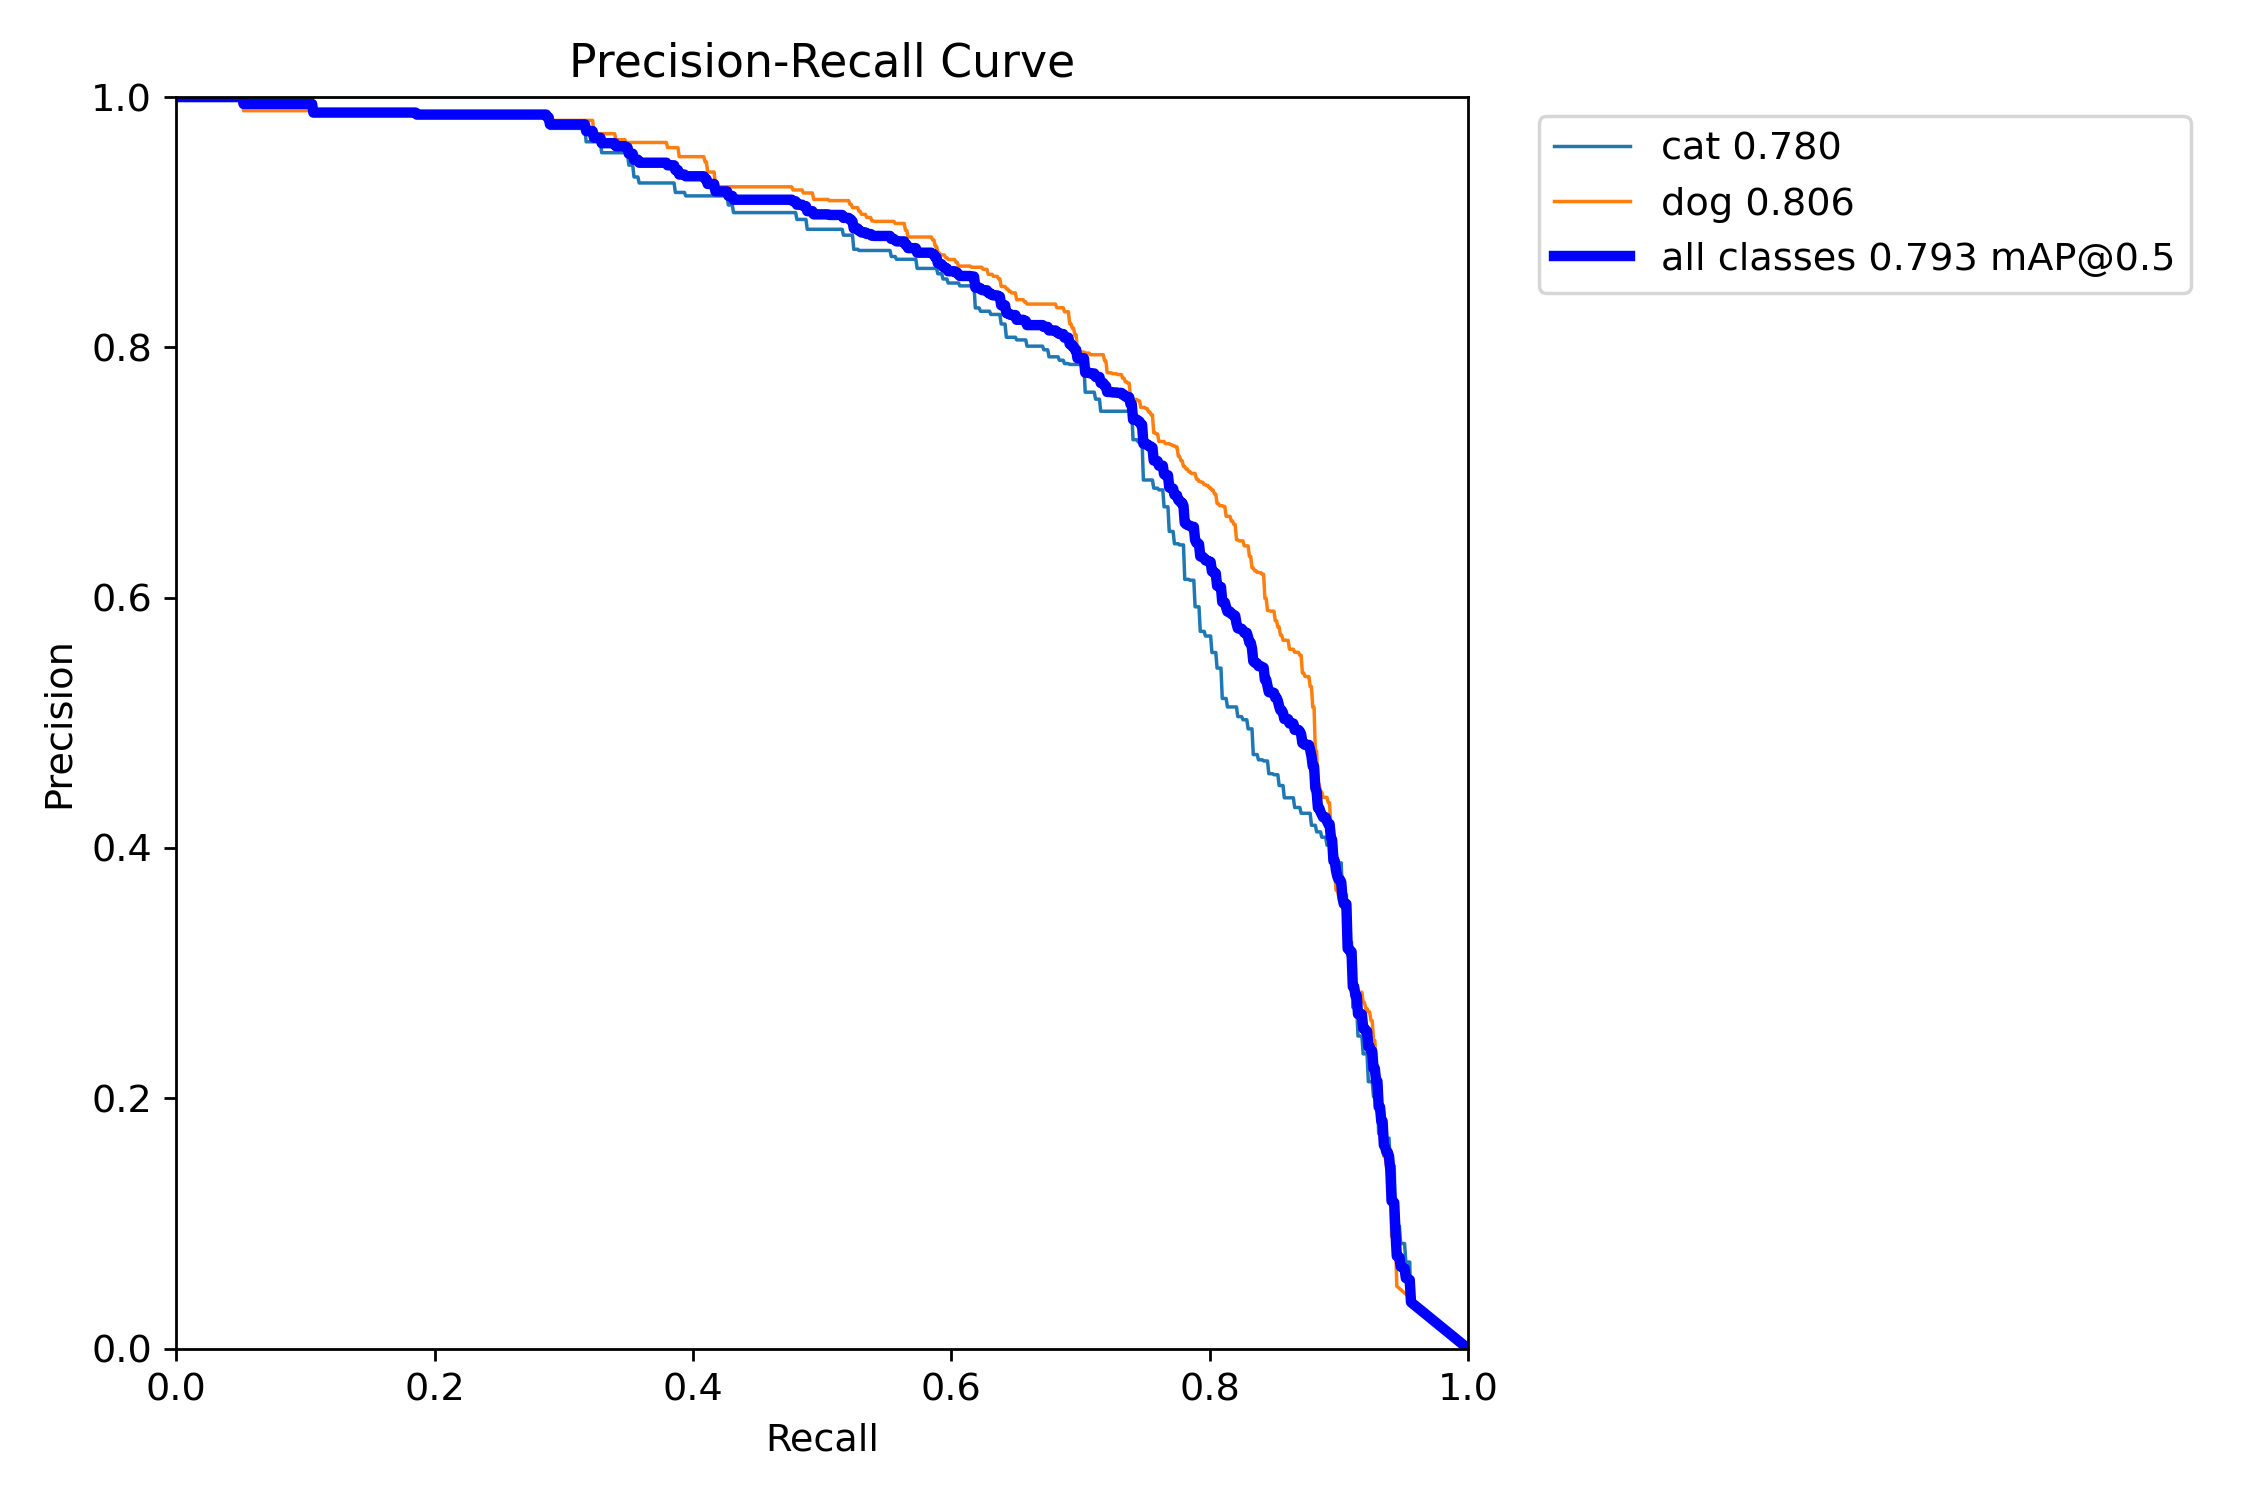 Precision-Recall Curve
cat 0.780
dog 0.806
all classes 0.793 mAP@0.5
1.0
0.8
0.6
0.4
0.2
0.0
Precision
0.0 0.2 0.4 0.6 0.8 1.0
Recall